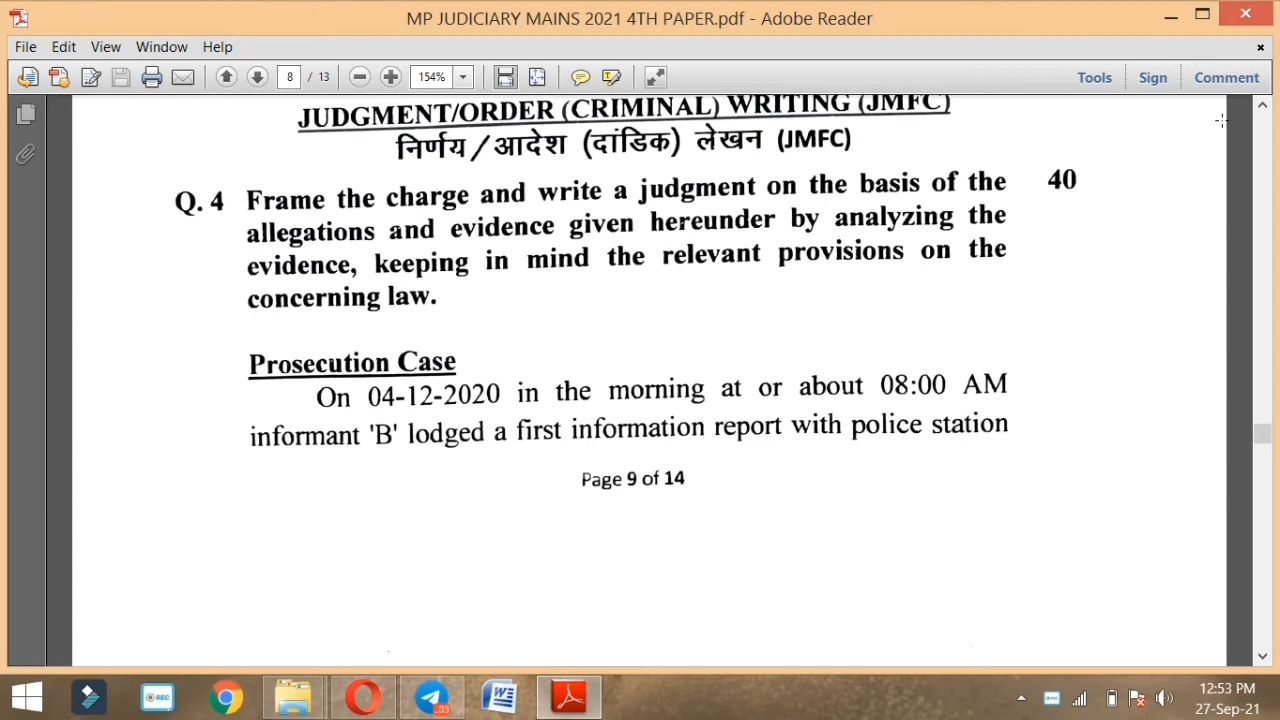 MP JUDICIARY MAINS 2021 4TH PAPER.pdf - Adobe Reader
File Edit View Window Help
8 / 13 154% Tools Sign Comment
JUDGMENT/ORDER (CRIMINAL) WRITING (JMFC)
निर्णय/आदेश (दांडिक) लेखन (JMFC)
Q. 4 Frame the charge and write a judgment on the basis of the 40
allegations and evidence given hereunder by analyzing the
evidence, keeping in mind the relevant provisions on the
concerning law.
Prosecution Case
On 04-12-2020 in the morning at or about 08:00 AM
informant 'B' lodged a first information report with police station
Page 9 of 14
REC
.03
12:53 PM
27-Sep-21